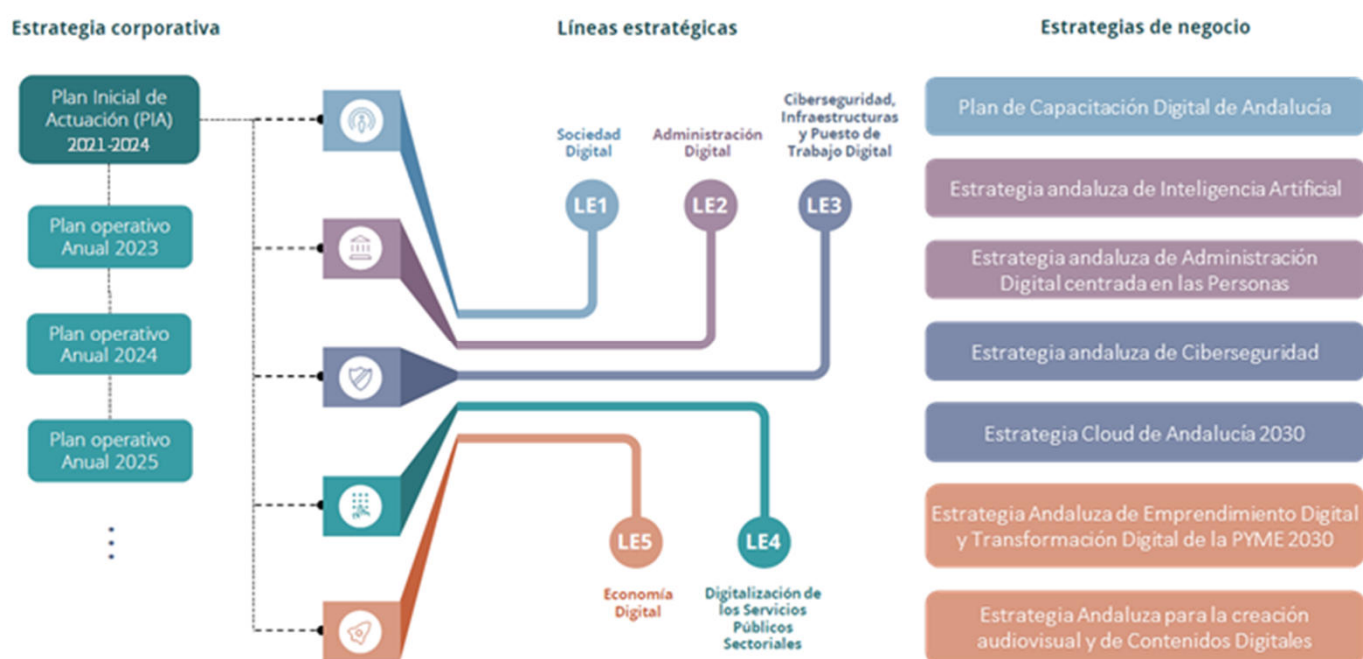 Estrategia corporativa
Líneas estratégicas
Estrategias de negocio
Plan Inicial de
Actuación (PIA)
2021-2024
Plan operativo
Anual 2023
Plan operativo
Anual 2024
Plan operativo
Anual 2025
Sociedad
Digital
LE1
Administración
Digital
LE2
Ciberseguridad,
Infraestructuras
y Puesto de
Trabajo Digital
LE3
LE5
Economía
Digital
LE4
Digitalización de
los Servicios
Públicos
Sectoriales
Plan de Capacitación Digital de Andalucía
Estrategia andaluza de Inteligencia Artificial
Estrategia andaluza de Administración
Digital centrada en las Personas
Estrategia andaluza de Ciberseguridad
Estrategia Cloud de Andalucía 2030
Estrategia Andaluza de Emprendimiento Digital
y Transformación Digital de la PYME 2030
Estrategia Andaluza para la creación
audiovisual y de Contenidos Digitales